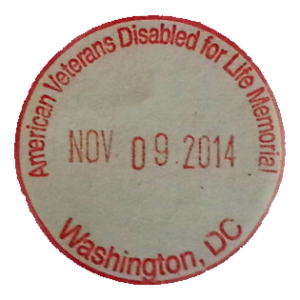 American Veterans Disabled for Life Memorial
NOV 09 2014
Washington, DC